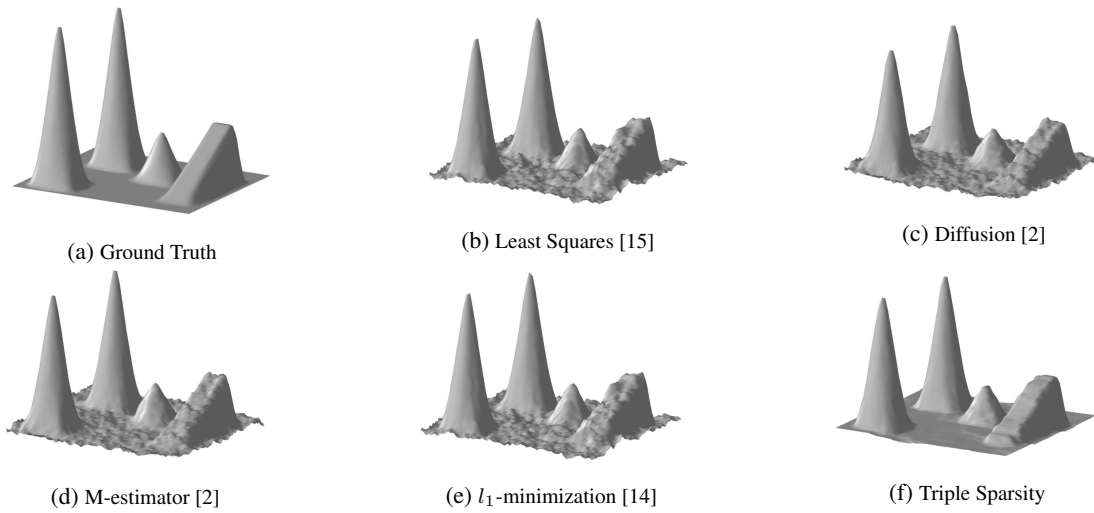 (a) Ground Truth
(b) Least Squares [15]
(c) Diffusion [2]
(d) M-estimator [2]
(e) l₁-minimization [14]
(f) Triple Sparsity